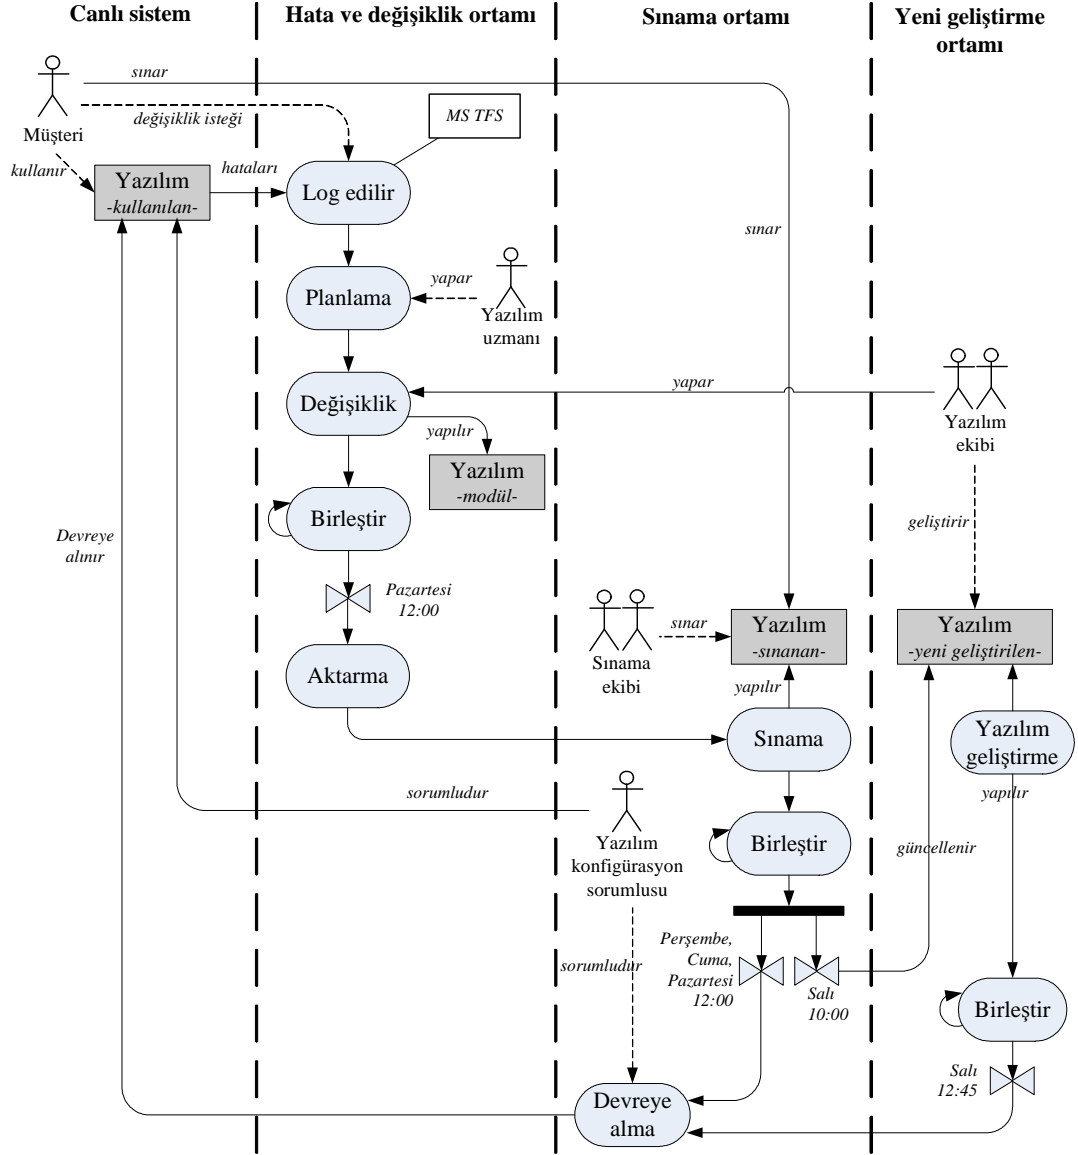 Canlı sistem
Hata ve değişiklik ortamı
Sınama ortamı
Yeni geliştirme
ortamı
sınar
Müşteri
değişiklik isteği
MS TFS
kullanır
Yazılım
-kullanılan-
hataları
Log edilir
sınar
Planlama
yapar
Yazılım
uzmanı
Değişiklik
yapar
Yazılım
ekibi
yapılır
Yazılım
-modül-
Birleştir
Devreye
alınır
geliştirir
Pazartesi
12:00
Aktarma
Sınama
ekibi
sınar
Yazılım
-sınanan-
Yazılım
-yeni geliştirilen-
yapılır
Sınama
Yazılım
geliştirme
yapılır
sorumludur
Yazılım
konfigürasyon
sorumlusu
Birleştir
güncellenir
sorumludur
Perşembe,
Cuma,
Pazartesi
12:00
Salı
10:00
Birleştir
Salı
12:45
Devreye
alma